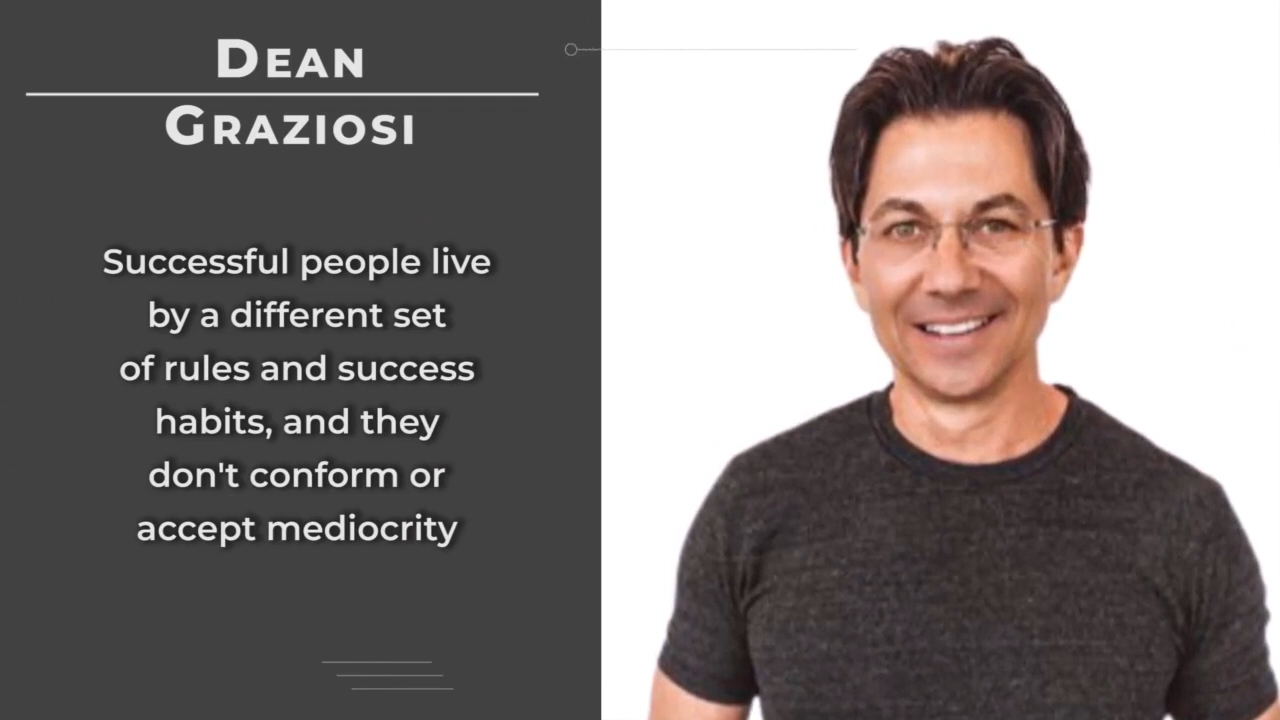 DEAN
GRAZIOSI
Successful people live
by a different set
of rules and success
habits, and they
don't conform or
accept mediocrity